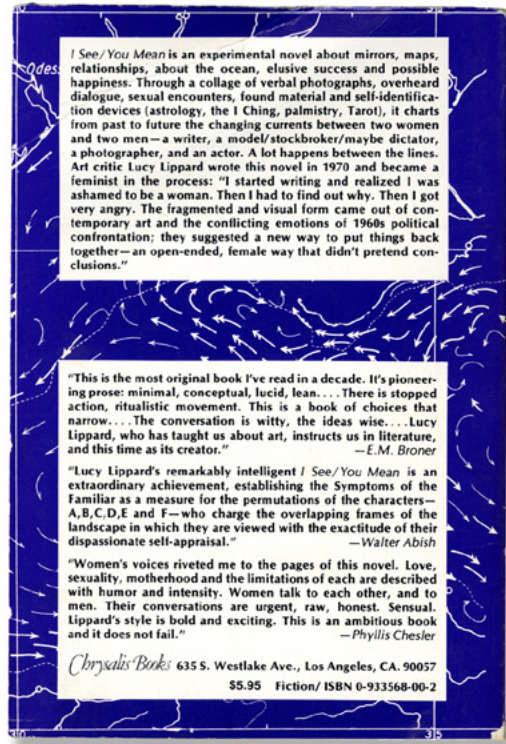 Odes
I See/You Mean is an experimental novel about mirrors, maps,
relationships, about the ocean, elusive success and possible
happiness. Through a collage of verbal photographs, overheard
dialogue, sexual encounters, found material and self-identifica-
tion devices (astrology, the I Ching, palmistry, Tarot), it charts
from past to future the changing currents between two women
and two men—a writer, a model/stockbroker/maybe dictator,
a photographer, and an actor. A lot happens between the lines.
Art critic Lucy Lippard wrote this novel in 1970 and became a
feminist in the process: "I started writing and realized I was
ashamed to be a woman. Then I had to find out why. Then I got
very angry. The fragmented and visual form came out of con-
temporary art and the conflicting emotions of 1960s political
confrontation; they suggested a new way to put things back
together—an open-ended, female way that didn't pretend con-
clusions."
"This is the most original book I've read in a decade. It's pioneer-
ing prose: minimal, conceptual, lucid, lean. . . . There is stopped
action, ritualistic movement. This is a book of choices that
narrow. . . . The conversation is witty, the ideas wise. . . . Lucy
Lippard, who has taught us about art, instructs us in literature,
and this time as its creator." —E.M. Broner
"Lucy Lippard's remarkably intelligent I See/You Mean is an
extraordinary achievement, establishing the Symptoms of the
Familiar as a measure for the permutations of the characters—
A,B,C,D,E and F—who charge the overlapping frames of the
landscape in which they are viewed with the exactitude of their
dispassionate self-appraisal." —Walter Abish
"Women's voices riveted me to the pages of this novel. Love,
sexuality, motherhood and the limitations of each are described
with humor and intensity. Women talk to each other, and to
men. Their conversations are urgent, raw, honest. Sensual.
Lippard's style is bold and exciting. This is an ambitious book
and it does not fail." —Phyllis Chesler
Chrysalis Books 635 S. Westlake Ave., Los Angeles, CA. 90057
$5.95 Fiction/ ISBN 0-933568-00-2
30 315